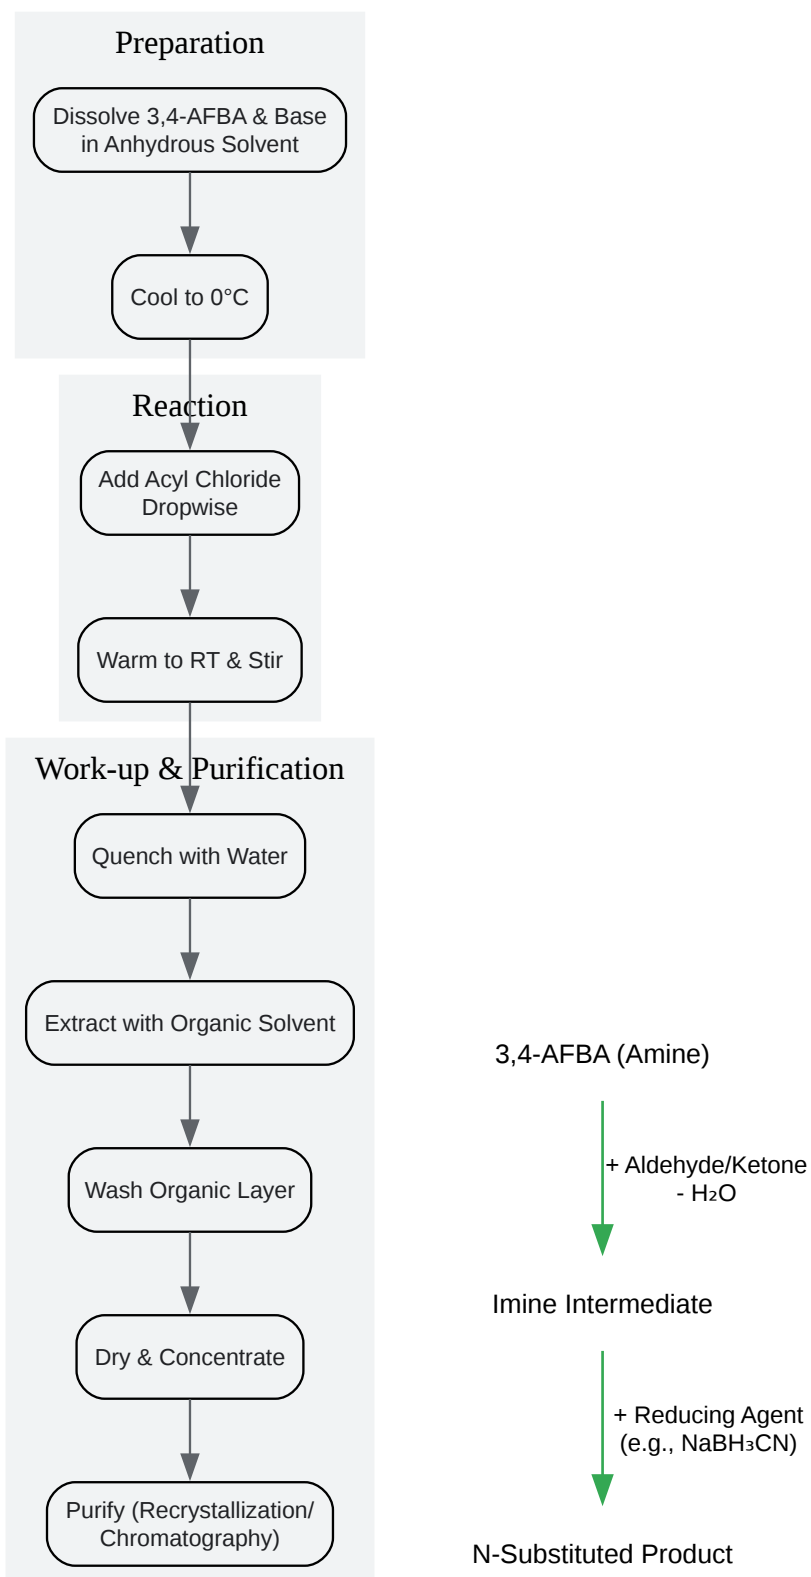 Preparation
Dissolve 3,4-AFBA & Base
in Anhydrous Solvent
Cool to 0°C
Reaction
Add Acyl Chloride
Dropwise
Warm to RT & Stir
Work-up & Purification
Quench with Water
Extract with Organic Solvent
Wash Organic Layer
Dry & Concentrate
Purify (Recrystallization/
Chromatography)
3,4-AFBA (Amine)
+ Aldehyde/Ketone
- H₂O
Imine Intermediate
+ Reducing Agent
(e.g., NaBH₃CN)
N-Substituted Product